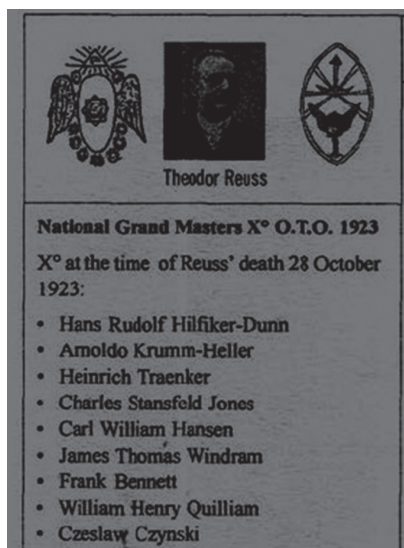 Theodor Reuss
National Grand Masters X° O.T.O. 1923
X° at the time of Reuss' death 28 October
1923:
• Hans Rudolf Hilfiker-Dunn
• Arnoldo Krumm-Heller
• Heinrich Traenker
• Charles Stansfeld Jones
• Carl William Hansen
• James Thomas Windram
• Frank Bennett
• William Henry Quilliam
• Czeslaw Czynski